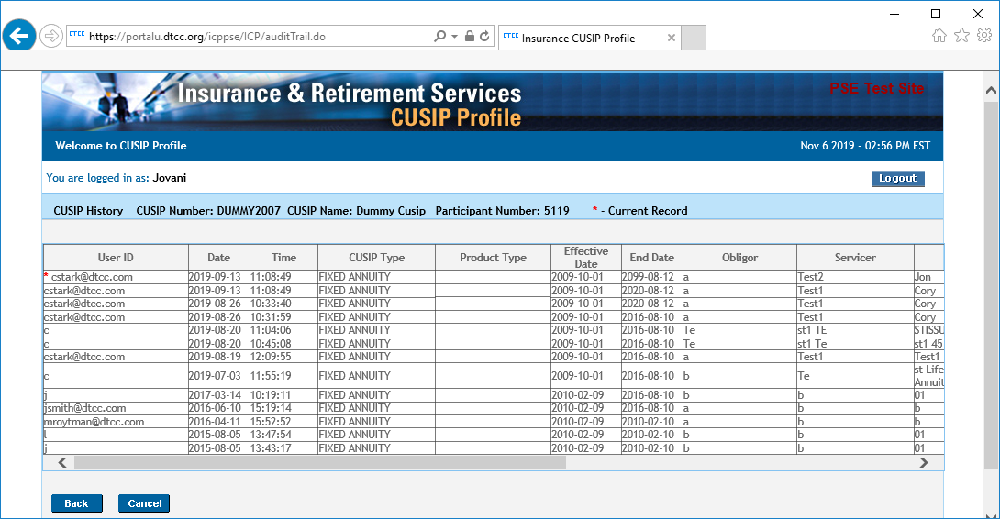 DTCC https://portalu.dtcc.org/icppse/ICP/auditTrail.do
DTCC Insurance CUSIP Profile
Insurance & Retirement Services
CUSIP Profile
PSE Test Site
Welcome to CUSIP Profile Nov 6 2019 - 02:56 PM EST
You are logged in as: Jovani Logout
CUSIP History CUSIP Number: DUMMY2007 CUSIP Name: Dummy Cusip Participant Number: 5119 * - Current Record
User ID Date Time CUSIP Type Product Type Effective Date End Date Obligor Servicer
* cstark@dtcc.com 2019-09-13 11:08:49 FIXED ANNUITY 2009-10-01 2099-08-12 a Test2 Jon
cstark@dtcc.com 2019-09-13 11:08:49 FIXED ANNUITY 2009-10-01 2020-08-12 a Test1 Cory
cstark@dtcc.com 2019-08-26 10:33:40 FIXED ANNUITY 2009-10-01 2020-08-12 a Test1 Cory
cstark@dtcc.com 2019-08-26 10:31:59 FIXED ANNUITY 2009-10-01 2016-08-10 a Test1 Cory
c 2019-08-20 11:04:06 FIXED ANNUITY 2009-10-01 2016-08-10 Te st1 TE STISSU
c 2019-08-20 10:45:08 FIXED ANNUITY 2009-10-01 2016-08-10 Te st1 Te st1 45
cstark@dtcc.com 2019-08-19 12:09:55 FIXED ANNUITY 2009-10-01 2016-08-10 a Test1 Test1
c 2019-07-03 11:55:19 FIXED ANNUITY 2009-10-01 2016-08-10 b Te st Life Annuit
j 2017-03-14 10:19:11 FIXED ANNUITY 2010-02-09 2016-08-10 b b 01
jsmith@dtcc.com 2016-06-10 15:19:14 FIXED ANNUITY 2010-02-09 2016-08-10 a b b
mroytman@dtcc.com 2016-04-11 15:52:52 FIXED ANNUITY 2010-02-09 2010-02-10 a b b
l 2015-08-05 13:47:54 FIXED ANNUITY 2010-02-09 2010-02-10 b b 01
j 2015-08-05 13:43:17 FIXED ANNUITY 2010-02-09 2010-02-10 b b 01
Back Cancel